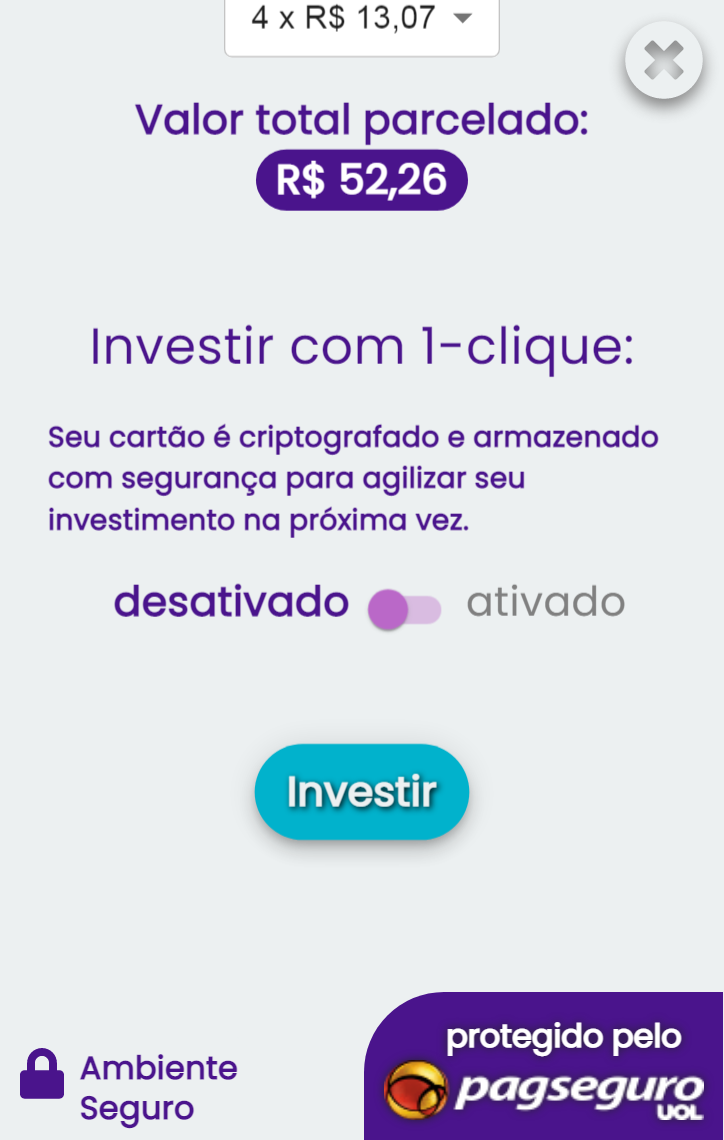 4 x R$ 13,07
Valor total parcelado:
R$ 52,26
Investir com 1-clique:
Seu cartão é criptografado e armazenado
com segurança para agilizar seu
investimento na próxima vez.
desativado ativado
Investir
Ambiente
Seguro
protegido pelo
pagseguro
UOL